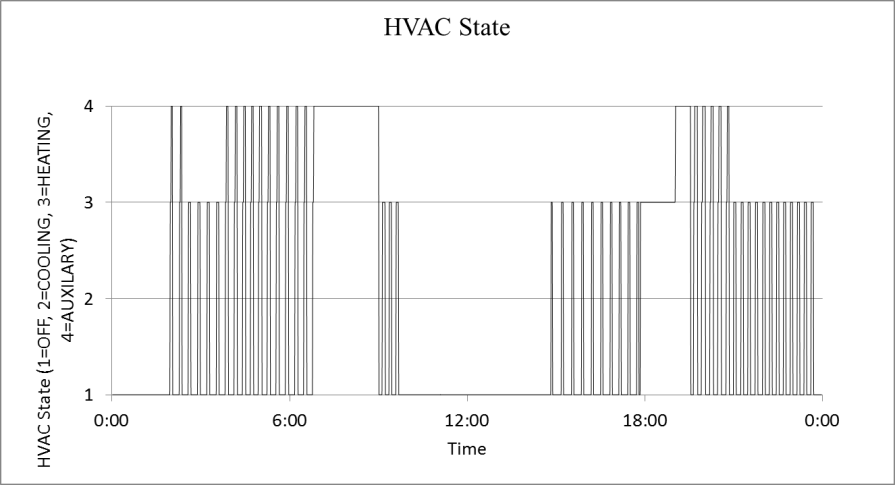 HVAC State
HVAC State (1=OFF, 2=COOLING, 3=HEATING,
4=AUXILARY)
4
3
2
1
0:00 6:00 12:00 18:00 0:00
Time